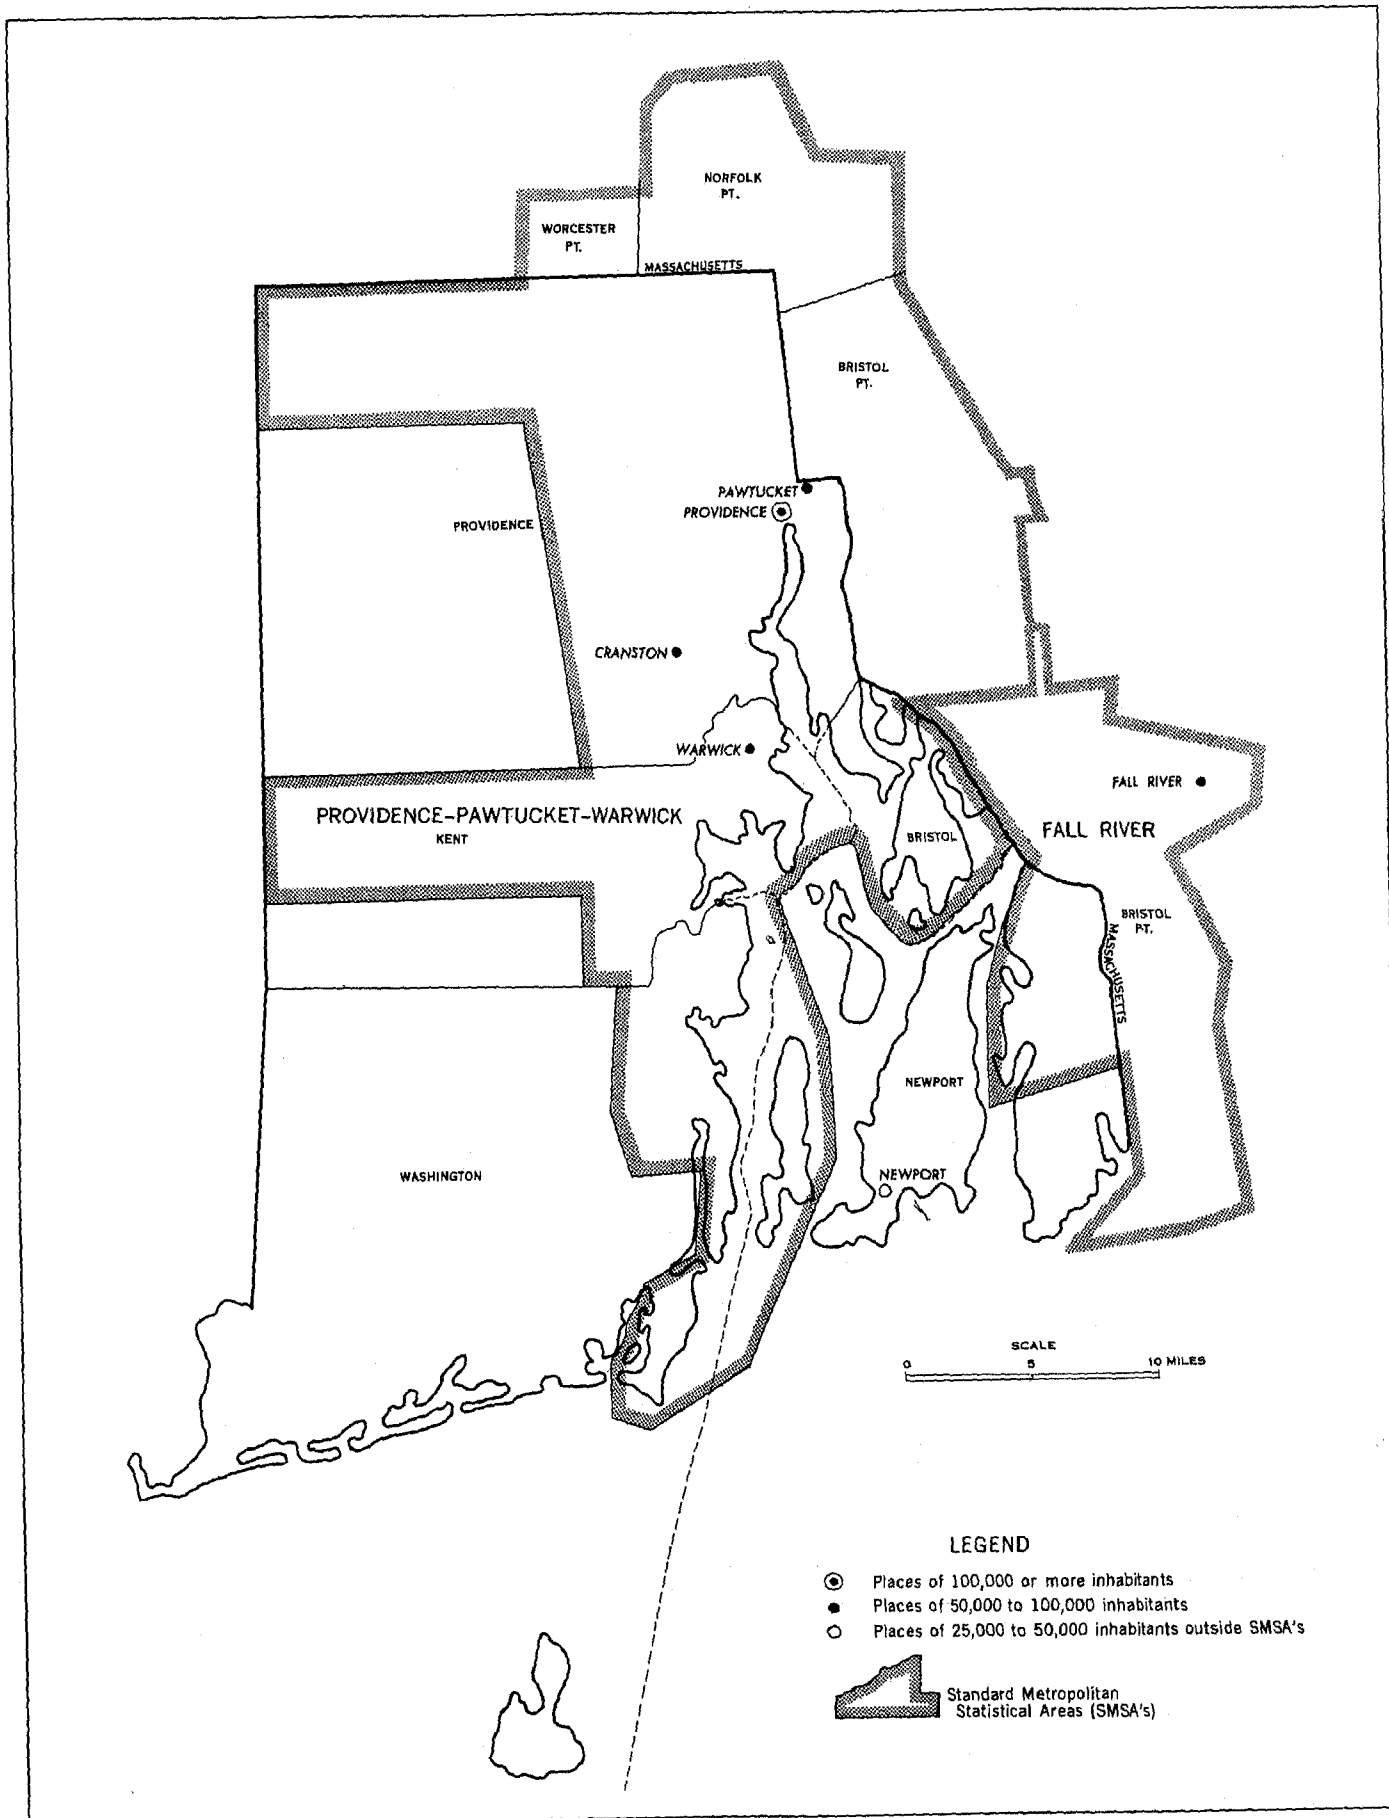 NORFOLK
PT.
WORCESTER
PT.
MASSACHUSETTS
BRISTOL
PT.
PAWTUCKET
PROVIDENCE
PROVIDENCE
CRANSTON
WARWICK
FALL RIVER
PROVIDENCE-PAWTUCKET-WARWICK
KENT
BRISTOL
FALL RIVER
BRISTOL
PT.
MASSACHUSETTS
NEWPORT
WASHINGTON
NEWPORT
SCALE
0 5 10 MILES
LEGEND
Places of 100,000 or more inhabitants
Places of 50,000 to 100,000 inhabitants
Places of 25,000 to 50,000 inhabitants outside SMSA's
Standard Metropolitan
Statistical Areas (SMSA's)